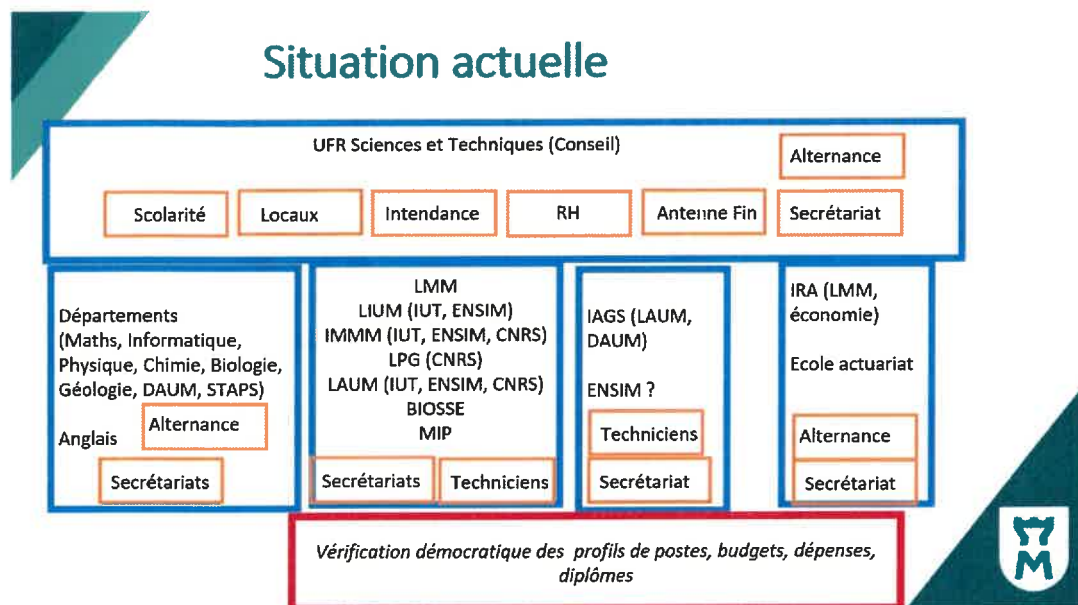 Situation actuelle
UFR Sciences et Techniques (Conseil)
Alternance
Scolarité
Locaux
Intendance
RH
Antenne Fin
Secrétariat
Départements
(Maths, Informatique,
Physique, Chimie, Biologie,
Géologie, DAUM, STAPS)
Anglais
Alternance
Secrétariats
LMM
LIUM (IUT, ENSIM)
IMMM (IUT, ENSIM, CNRS)
LPG (CNRS)
LAUM (IUT, ENSIM, CNRS)
BIOSSE
MIP
Secrétariats
Techniciens
IAGS (LAUM,
DAUM)
ENSIM ?
Techniciens
Secrétariat
IRA (LMM,
économie)
Ecole actuariat
Alternance
Secrétariat
Vérification démocratique des profils de postes, budgets, dépenses,
diplômes
M